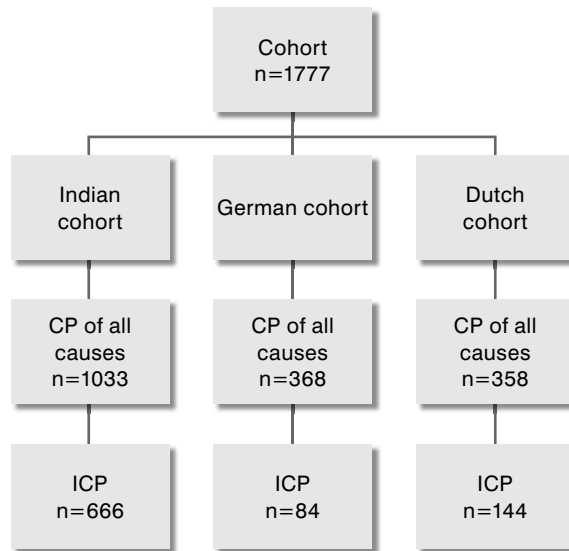 Cohort
n=1777
Indian
cohort
German cohort
Dutch
cohort
CP of all
causes
n=1033
CP of all
causes
n=368
CP of all
causes
n=358
ICP
n=666
ICP
n=84
ICP
n=144